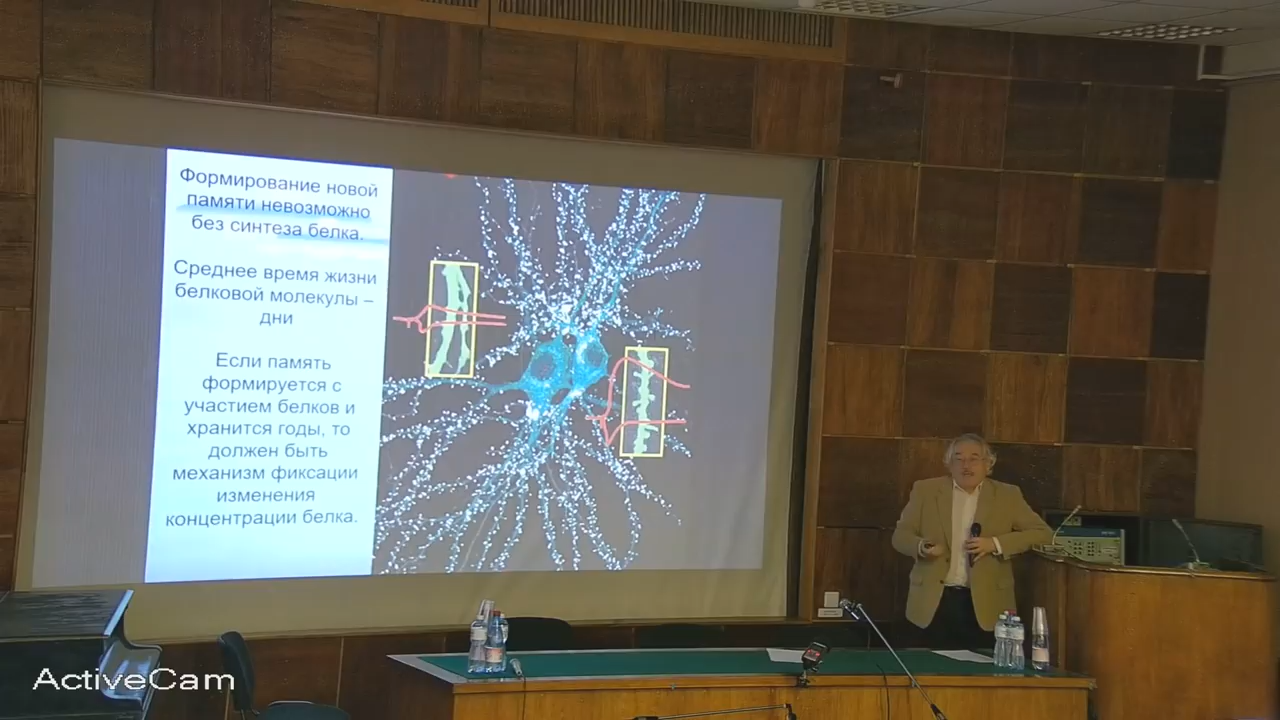 Формирование новой
памяти невозможно
без синтеза белка.
Среднее время жизни
белковой молекулы –
дни
Если память
формируется с
участием белков и
хранится годы, то
должен быть
механизм фиксации
изменения
концентрации белка.
ActiveCam